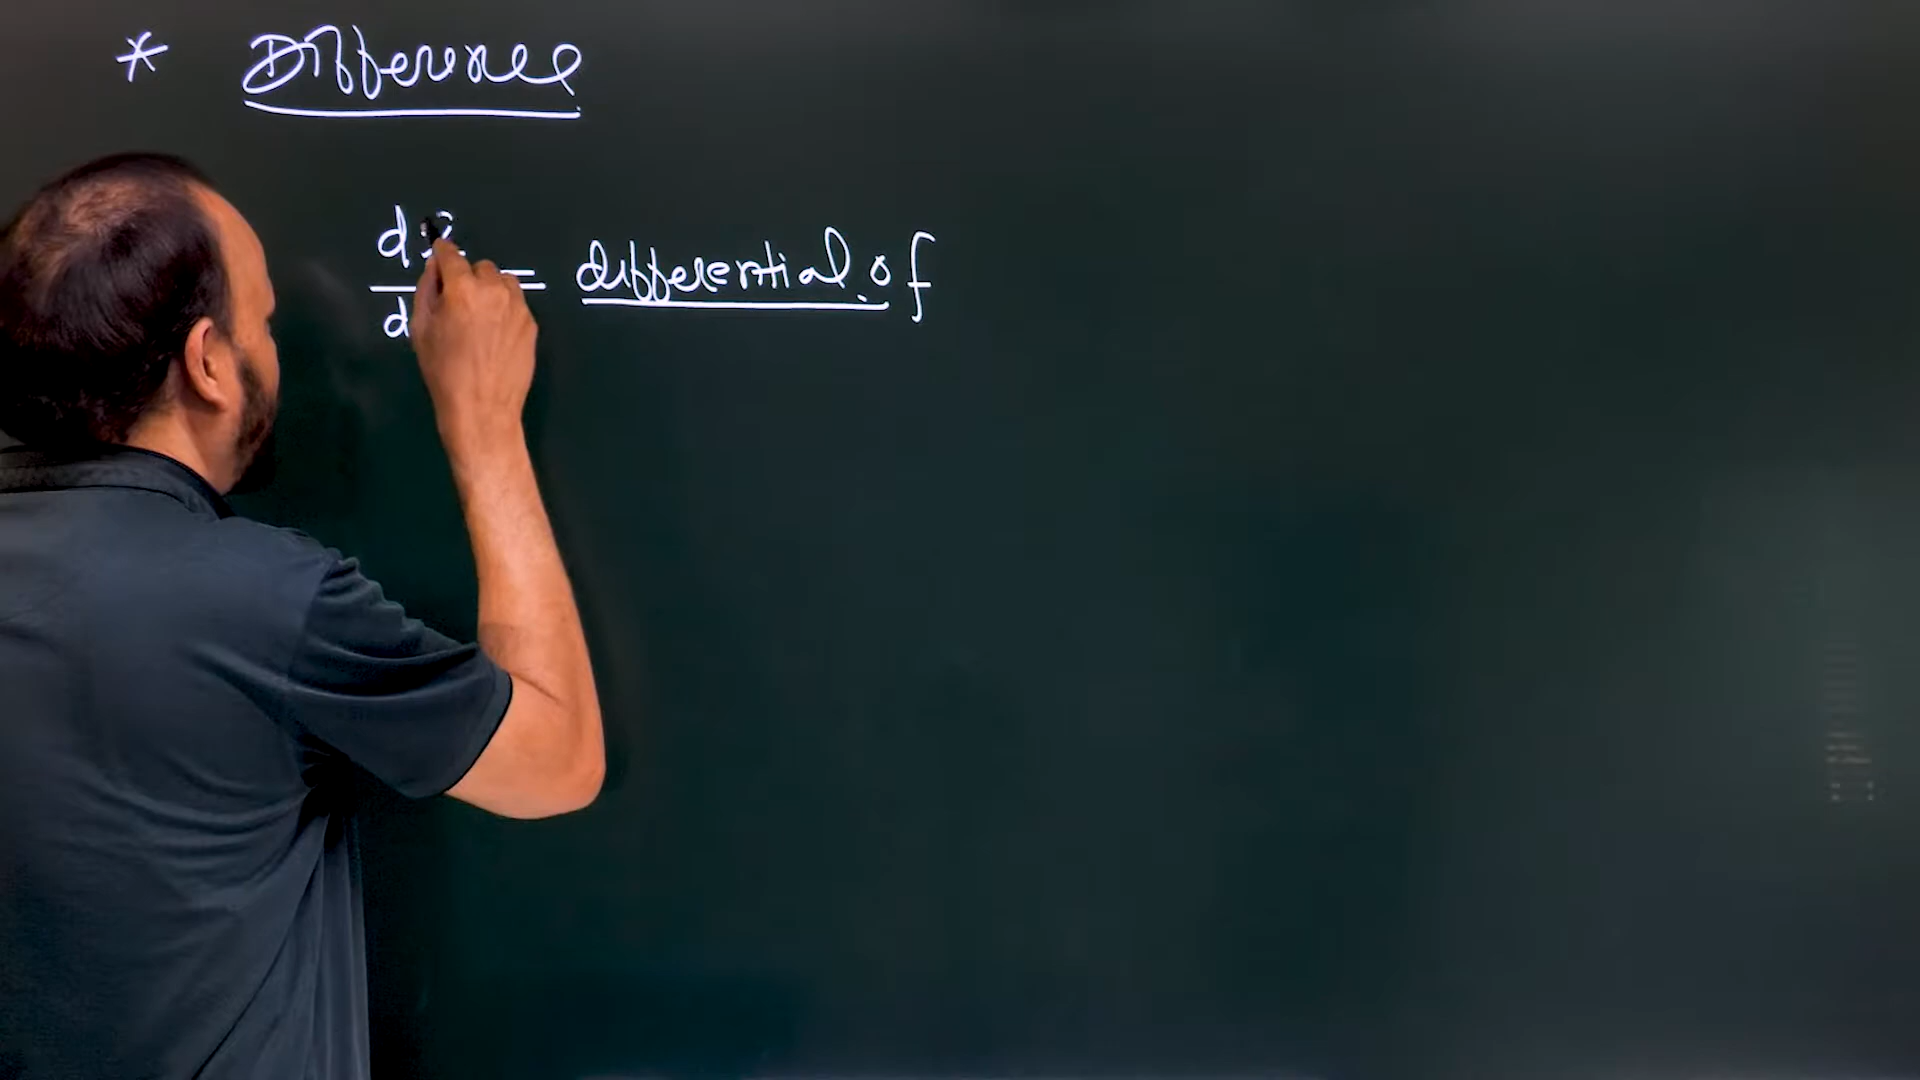 * Difference
d
d = differential of